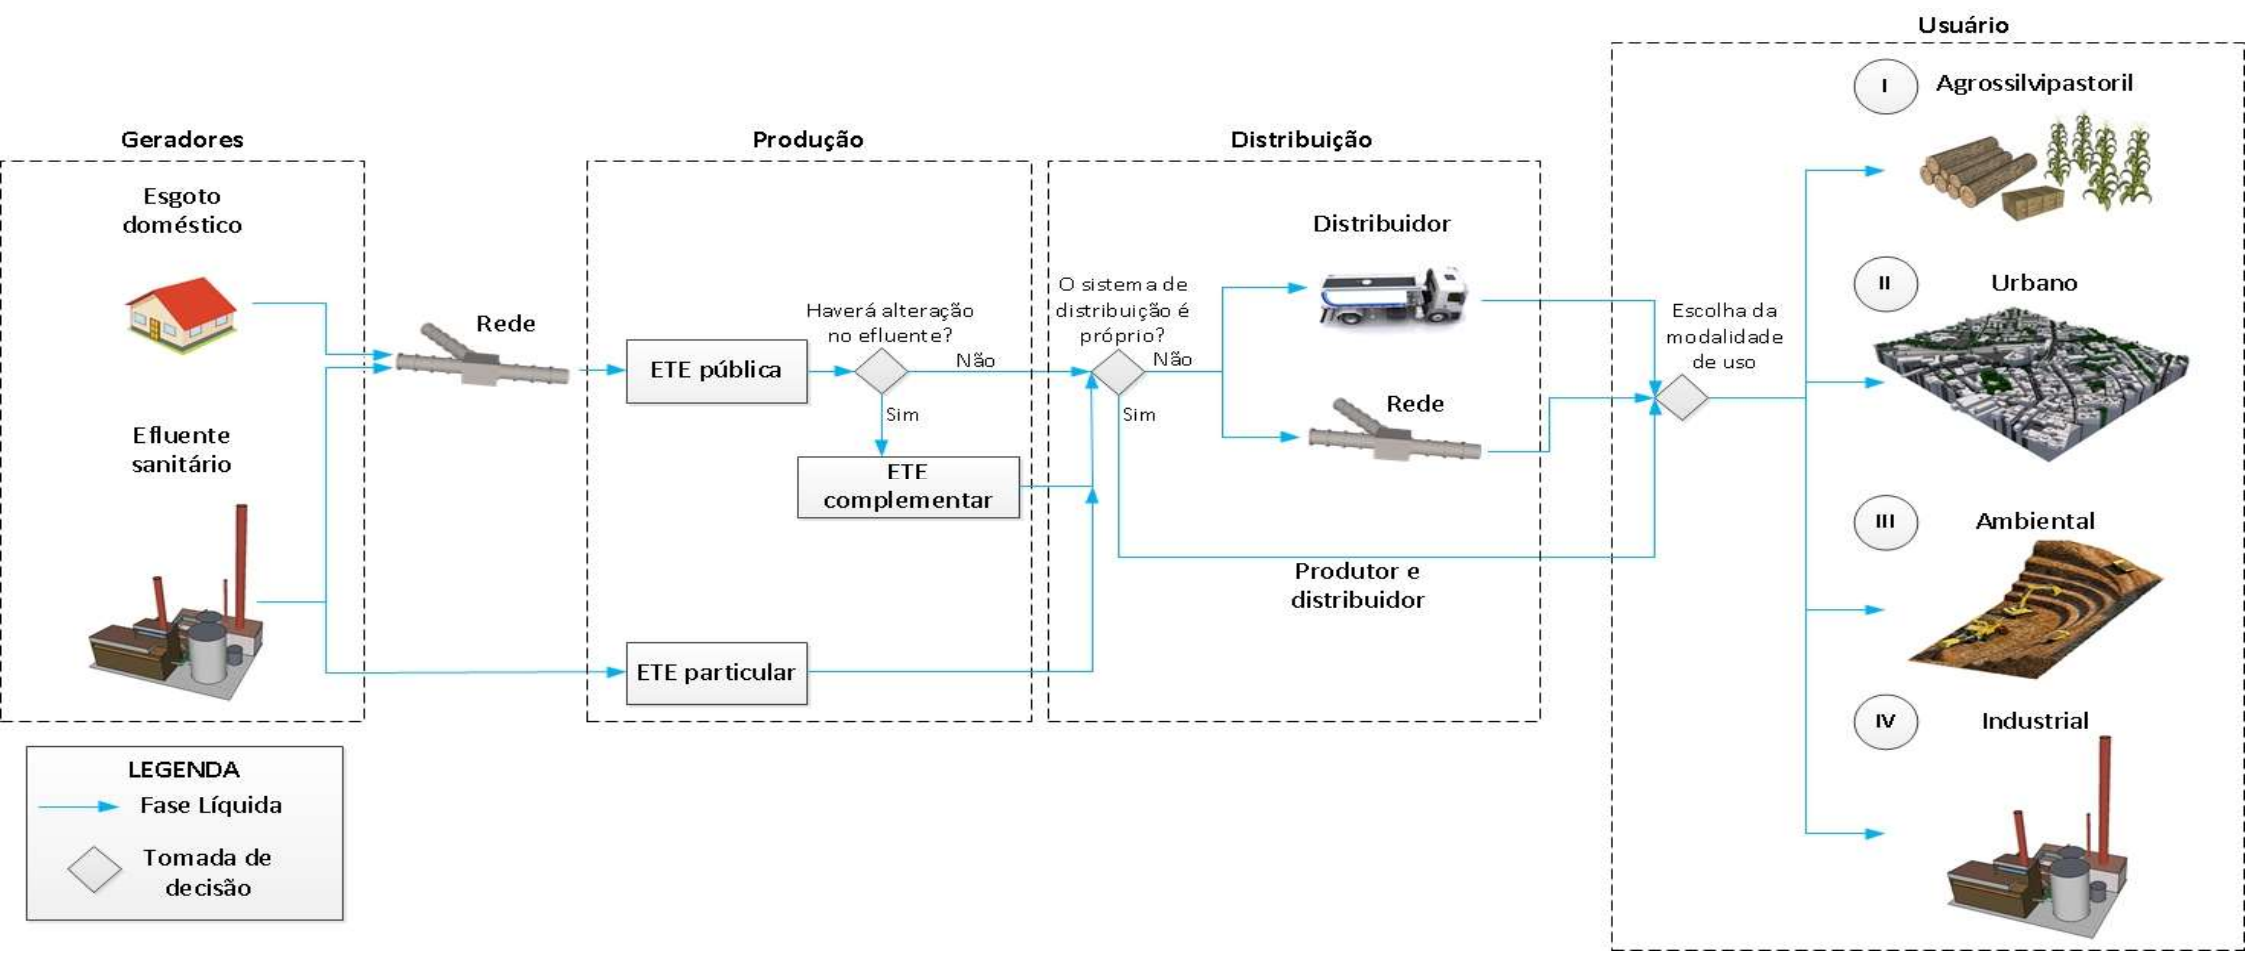 Geradores
Esgoto
doméstico
Efluente
sanitário
Rede
Produção
ETE pública
Haverá alteração
no efluente?
Não
Sim
ETE
complementar
ETE particular
Distribuição
O sistema de
distribuição é
próprio?
Não
Sim
Distribuidor
Rede
Produtor e
distribuidor
Usuário
Escolha da
modalidade
de uso
I
Agrossilvipastoril
II
Urbano
III
Ambiental
IV
Industrial
LEGENDA
Fase Líquida
Tomada de
decisão